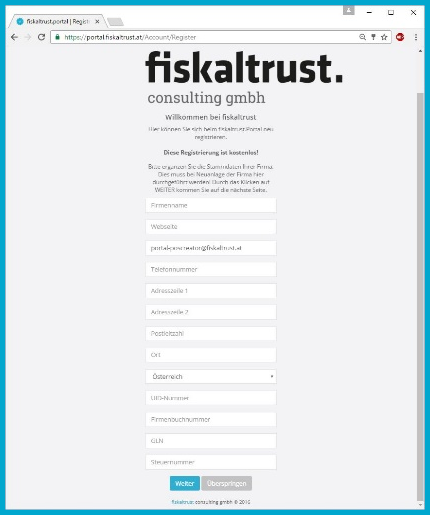 fiskaltrust.portal | Registr
https://portal.fiskaltrust.at/Account/Register
fiskaltrust.
consulting gmbh
Willkommen bei fiskaltrust
Hier können Sie sich beim fiskaltrust.Portal neu
registrieren.
Diese Registrierung ist kostenlos!
Bitte ergänzen Sie die Stammdaten Ihrer Firma.
Dies muss bei Neuanlage der Firma hier
durchgeführt werden! Durch das Klicken auf
WEITER kommen Sie auf die nächste Seite.
Firmenname
Webseite
portal-poscreator@fiskaltrust.at
Telefonnummer
Adresszeile 1
Adresszeile 2
Postleitzahl
Ort
Österreich
UID-Nummer
Firmenbuchnummer
GLN
Steuernummer
Weiter Überspringen
fiskaltrust consulting gmbh © 2016